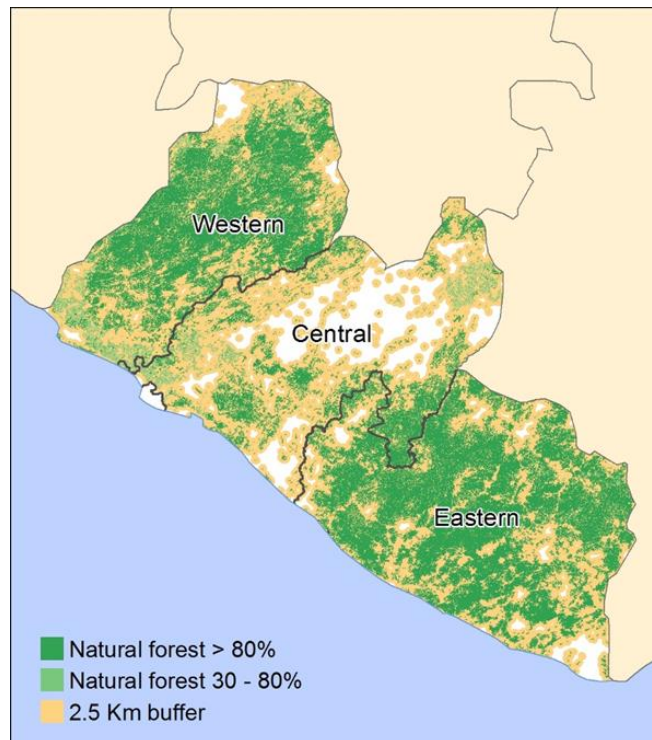 Western
Central
Eastern
Natural forest > 80%
Natural forest 30 - 80%
2.5 Km buffer